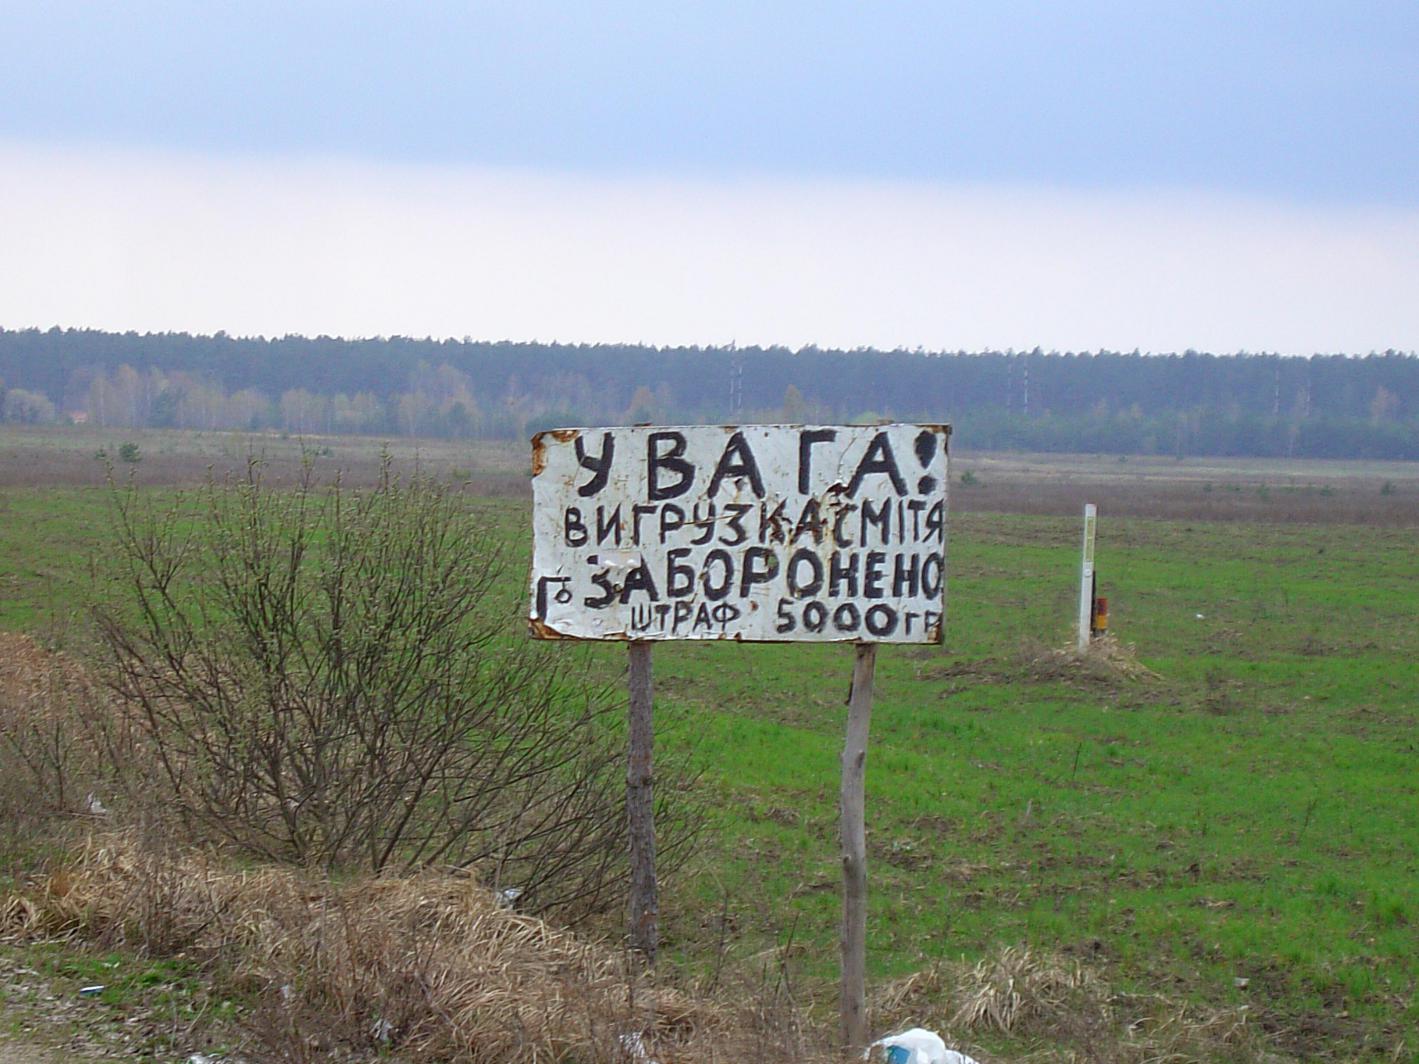 УВАГА!
ВИГРУЗКА СМІТЯ
ЗАБОРОНЕНО
ШТРАФ 5000 ГР